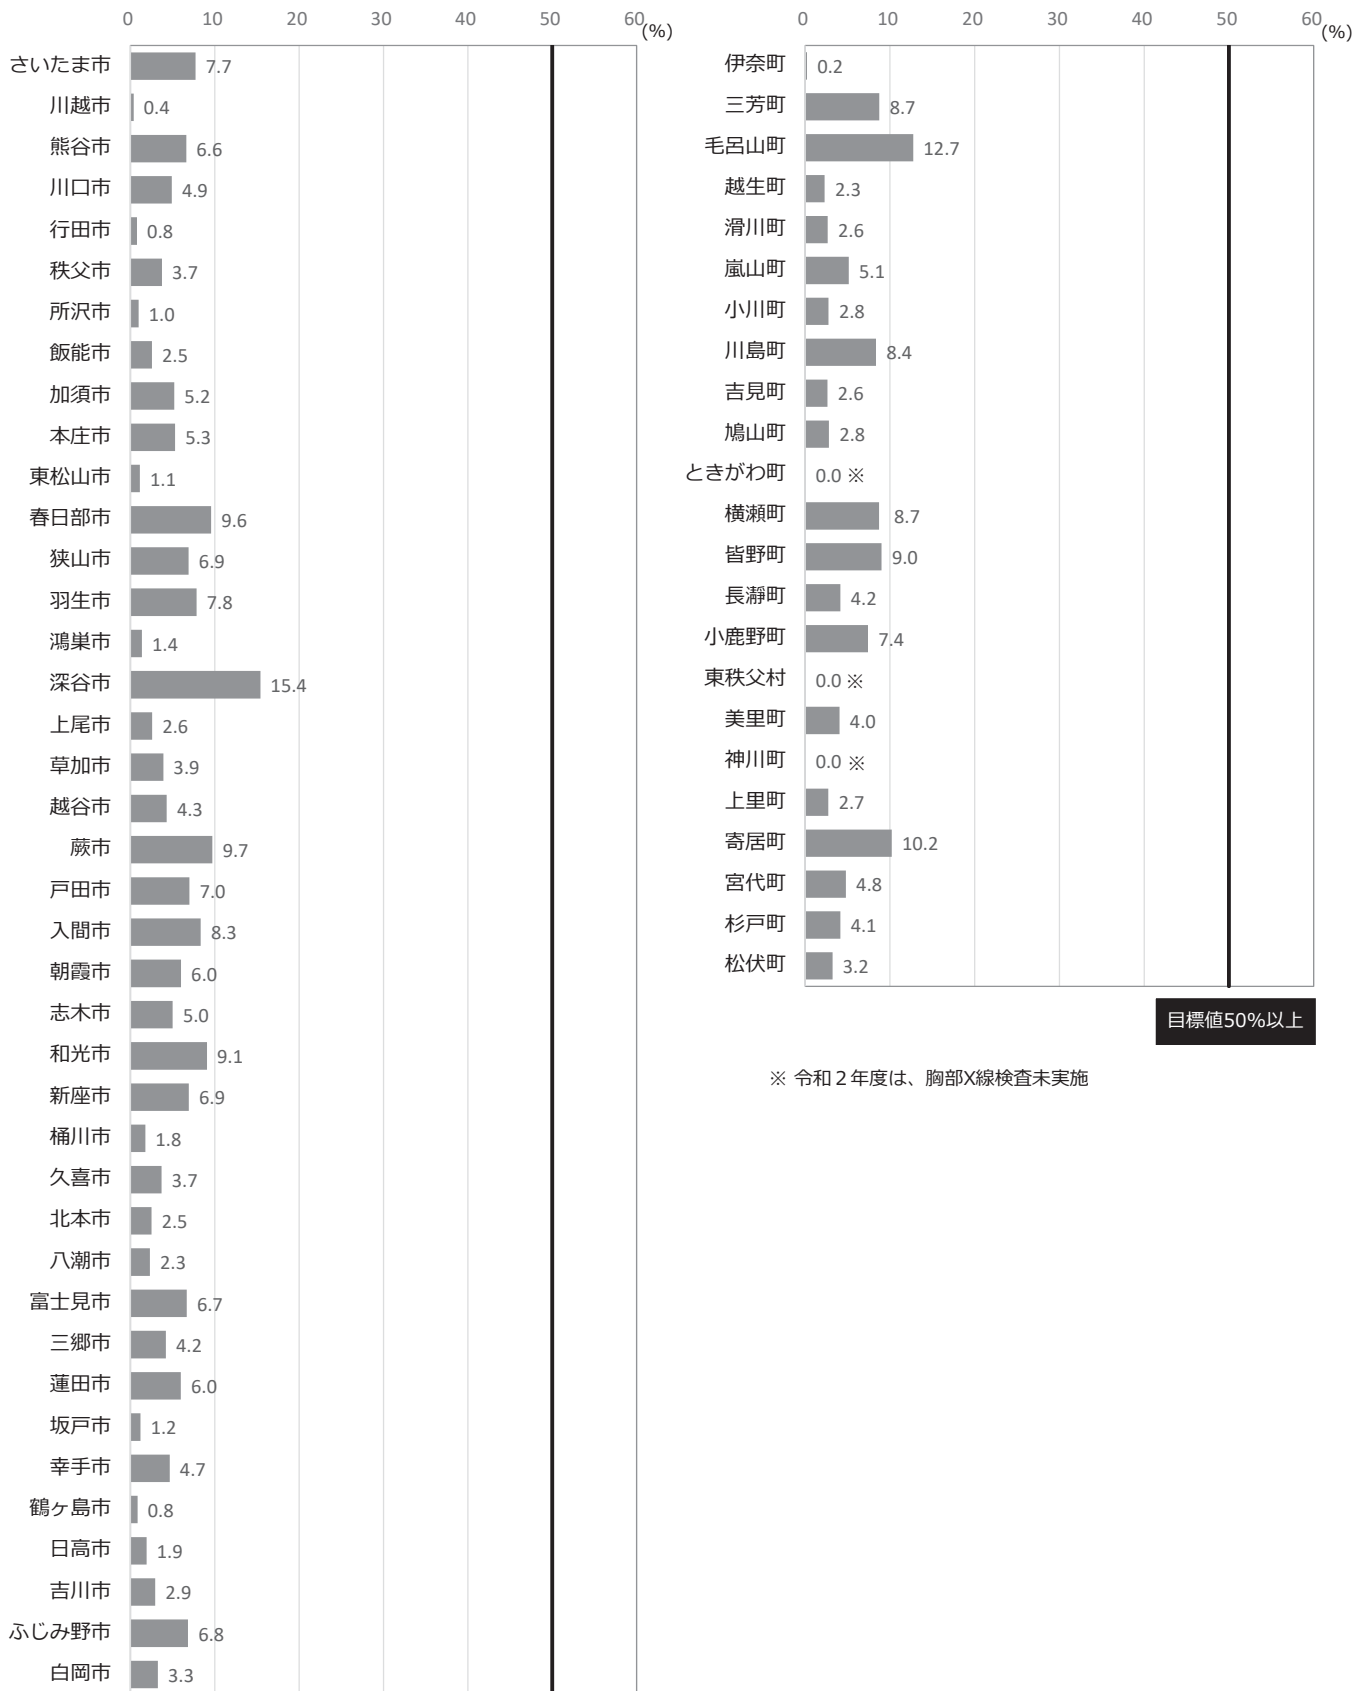 0 10 20 30 40 50 60 (%)
さいたま市 7.7
川越市 0.4
熊谷市 6.6
川口市 4.9
行田市 0.8
秩父市 3.7
所沢市 1.0
飯能市 2.5
加須市 5.2
本庄市 5.3
東松山市 1.1
春日部市 9.6
狭山市 6.9
羽生市 7.8
鴻巣市 1.4
深谷市 15.4
上尾市 2.6
草加市 3.9
越谷市 4.3
蕨市 9.7
戸田市 7.0
入間市 8.3
朝霞市 6.0
志木市 5.0
和光市 9.1
新座市 6.9
桶川市 1.8
久喜市 3.7
北本市 2.5
八潮市 2.3
富士見市 6.7
三郷市 4.2
蓮田市 6.0
坂戸市 1.2
幸手市 4.7
鶴ヶ島市 0.8
日高市 1.9
吉川市 2.9
ふじみ野市 6.8
白岡市 3.3
0 10 20 30 40 50 60 (%)
伊奈町 0.2
三芳町 8.7
毛呂山町 12.7
越生町 2.3
滑川町 2.6
嵐山町 5.1
小川町 2.8
川島町 8.4
吉見町 2.6
鳩山町 2.8
ときがわ町 0.0 ※
横瀬町 8.7
皆野町 9.0
長瀞町 4.2
小鹿野町 7.4
東秩父村 0.0 ※
美里町 4.0
神川町 0.0 ※
上里町 2.7
寄居町 10.2
宮代町 4.8
杉戸町 4.1
松伏町 3.2
目標値50%以上
※ 令和２年度は、胸部X線検査未実施